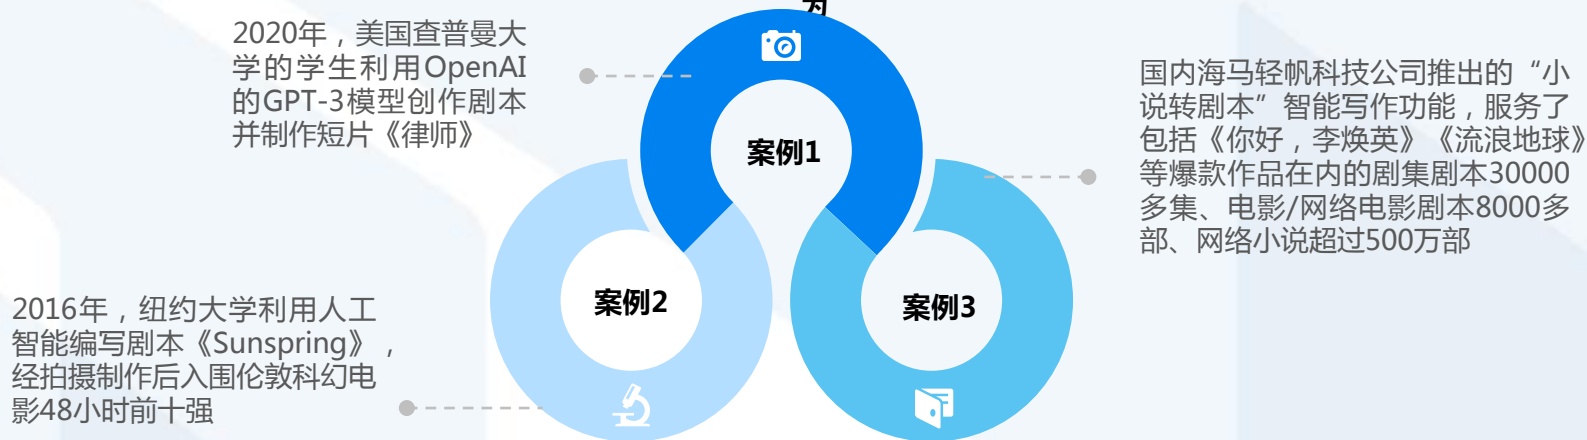 为
2020年，美国查普曼大
学的学生利用OpenAI
的GPT-3模型创作剧本
并制作短片《律师》
案例1
国内海马轻帆科技公司推出的“小
说转剧本”智能写作功能，服务了
包括《你好，李焕英》《流浪地球》
等爆款作品在内的剧集剧本30000
多集、电影/网络电影剧本8000多
部、网络小说超过500万部
案例2
案例3
2016年，纽约大学利用人工
智能编写剧本《Sunspring》，
经拍摄制作后入围伦敦科幻电
影48小时前十强